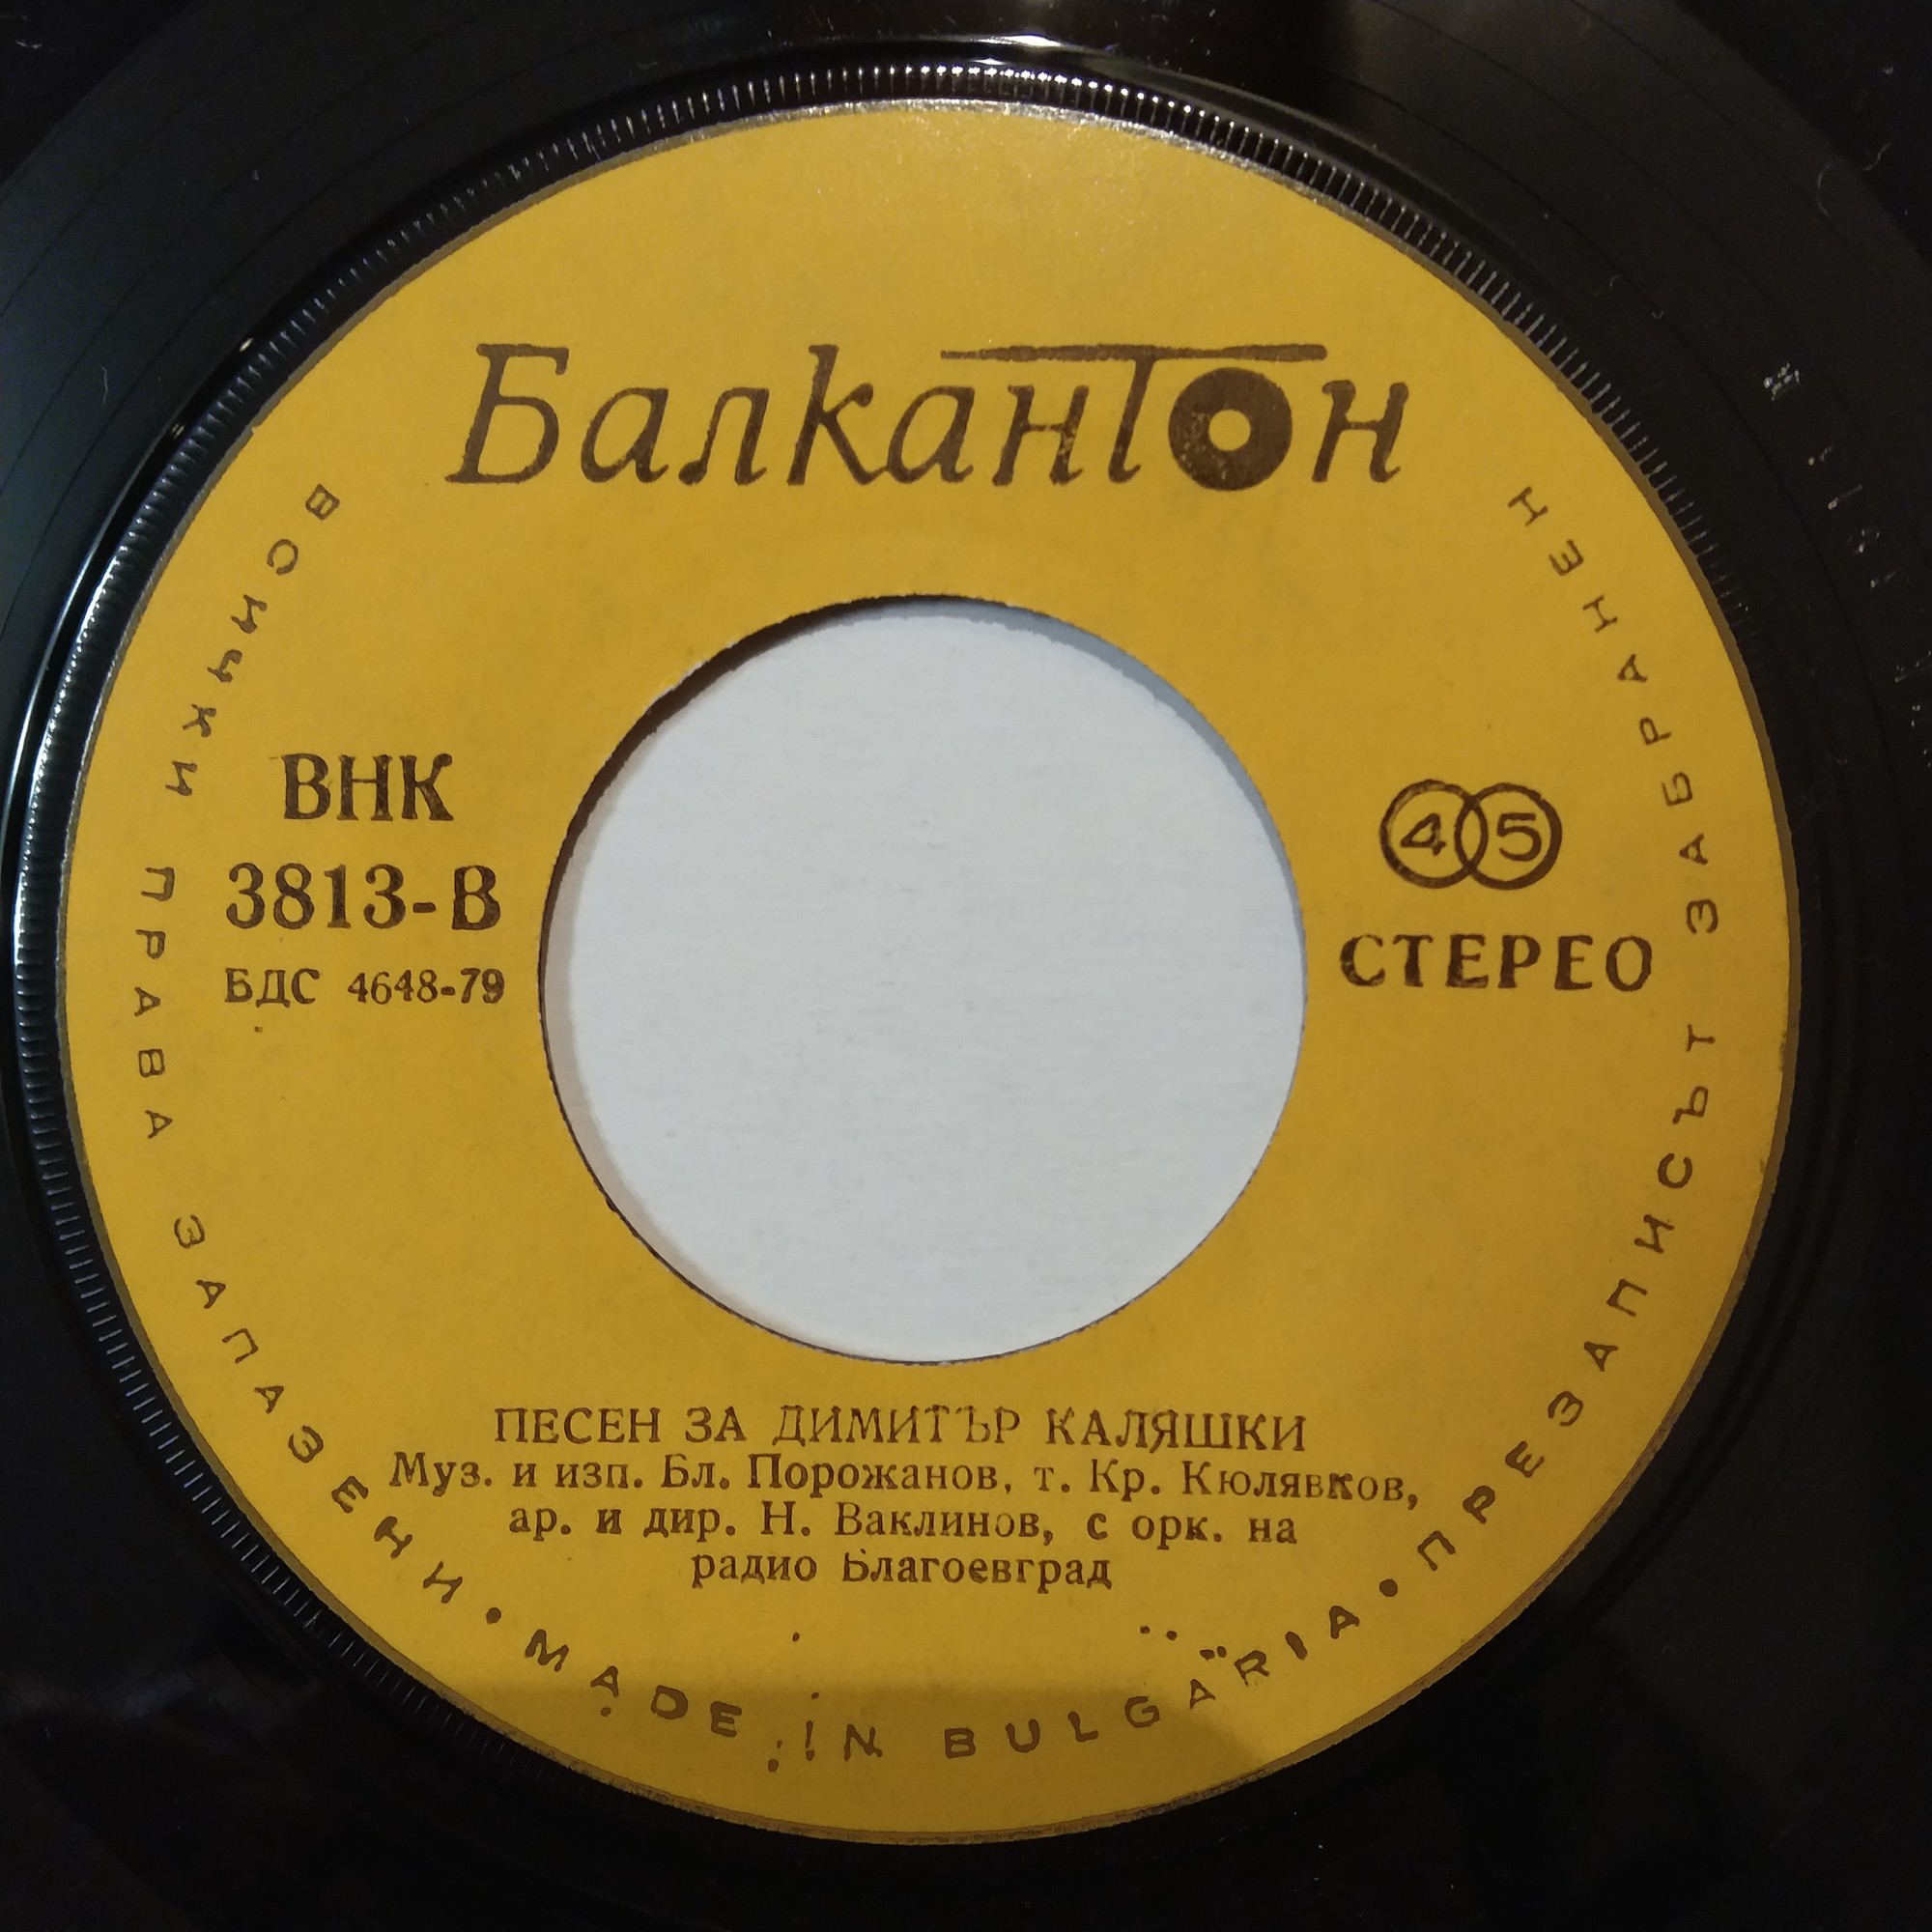 Балкантон
ВНК
3813-В
БДС 4648-79
45
СТЕРЕО
ПЕСЕН ЗА ДИМИТЪР КАЛЯШКИ
Муз. и изп. Бл. Порожанов, т. Кр. Кюлявков,
ар. и дир. Н. Ваклинов, с орк. на
радио Благоевград
ВСИЧКИ ПРАВА ЗАПАЗЕНИ • MADE IN BULGARIA • ПРЕЗАПИСЪТ ЗАБРАНЕН